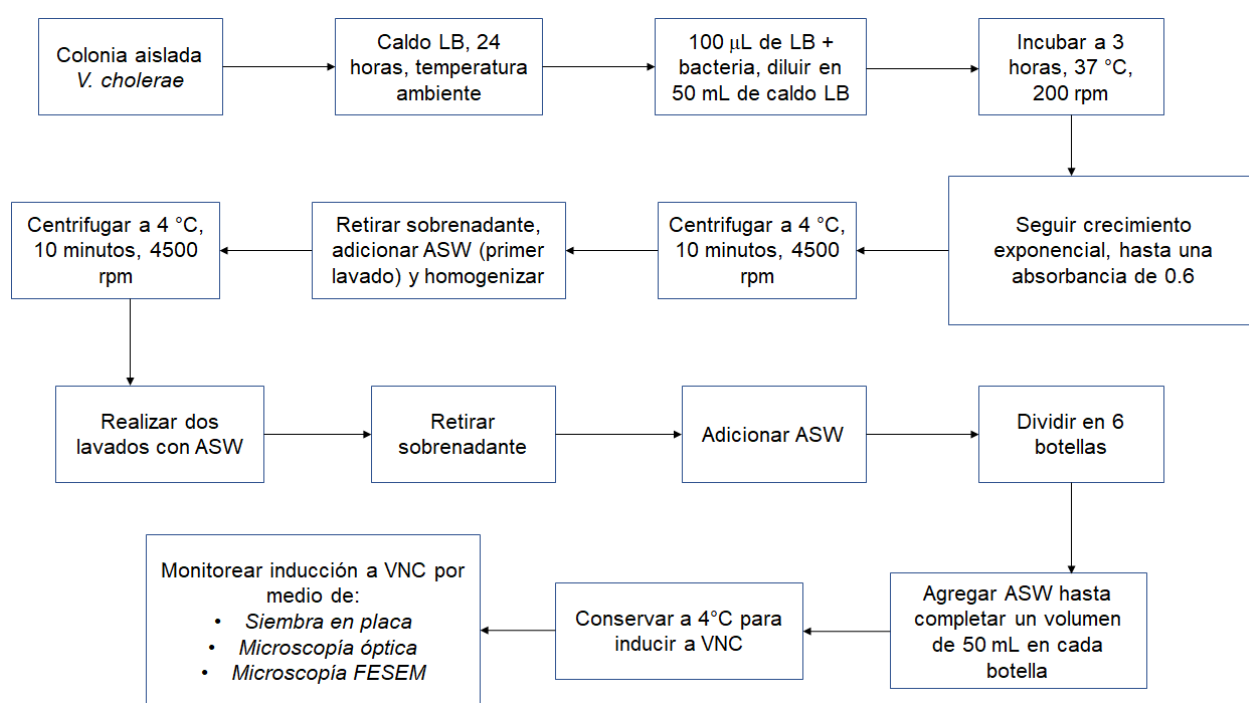 Colonia aislada
V. cholerae
Caldo LB, 24
horas, temperatura
ambiente
100 μL de LB +
bacteria, diluir en
50 mL de caldo LB
Incubar a 3
horas, 37 °C,
200 rpm
Seguir crecimiento
exponencial, hasta una
absorbancia de 0.6
Centrifugar a 4 °C,
10 minutos, 4500
rpm
Retirar sobrenadante,
adicionar ASW (primer
lavado) y homogenizar
Centrifugar a 4 °C,
10 minutos, 4500
rpm
Realizar dos
lavados con ASW
Retirar
sobrenadante
Adicionar ASW
Dividir en 6
botellas
Agregar ASW hasta
completar un volumen
de 50 mL en cada
botella
Conservar a 4°C para
inducir a VNC
Monitorear inducción a VNC por
medio de:
• Siembra en placa
• Microscopía óptica
• Microscopía FESEM